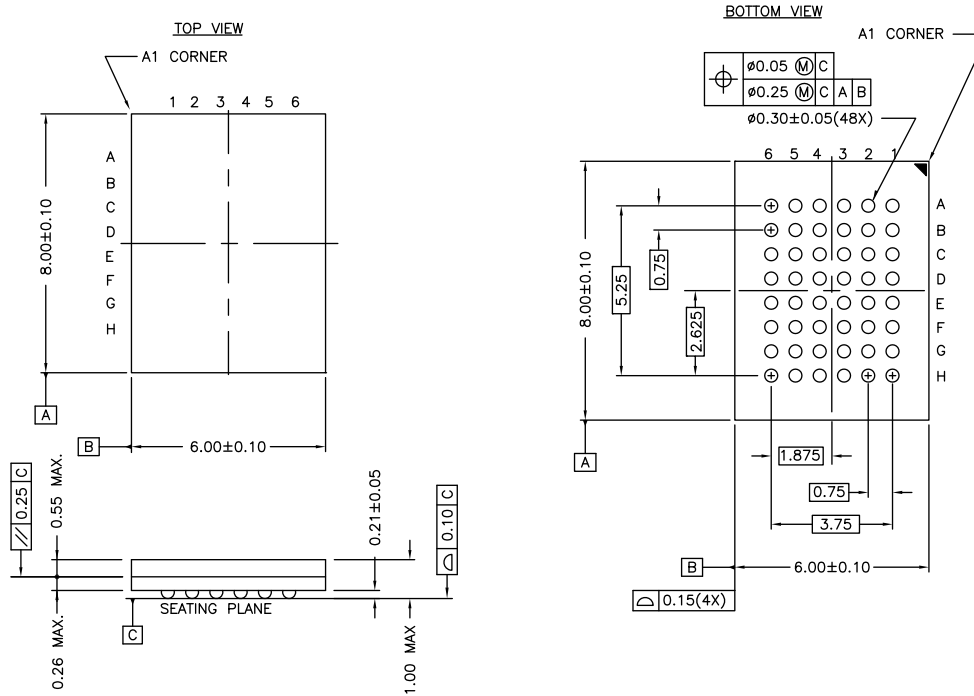 TOP VIEW
A1 CORNER
1 2 3 4 5 6
A
B
C
D
E
F
G
H
8.00±0.10
A
B
6.00±0.10
// 0.25 C
0.55 MAX.
0.26 MAX.
0.21±0.05
0.10 C
SEATING PLANE
C
1.00 MAX
BOTTOM VIEW
A1 CORNER
⌖ ø0.05 Ⓜ C
ø0.25 Ⓜ C A B
ø0.30±0.05(48X)
6 5 4 3 2 1
A
B
C
D
E
F
G
H
8.00±0.10
5.25
0.75
2.625
A
1.875
0.75
3.75
B
6.00±0.10
⌓ 0.15(4X)